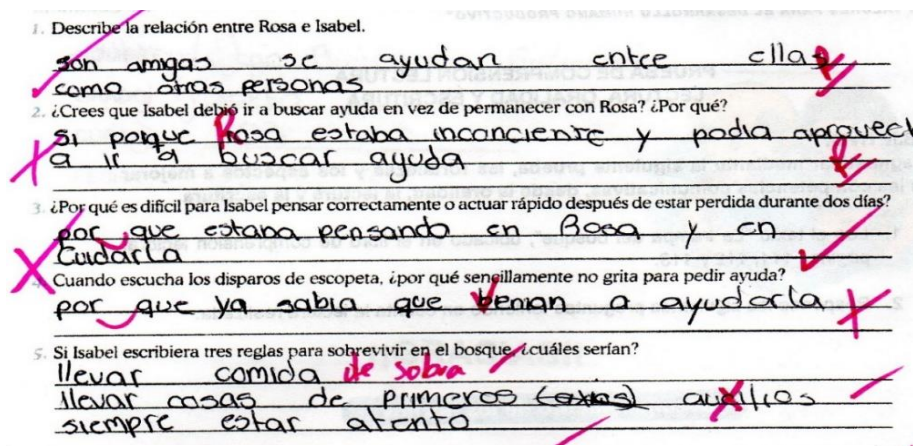 1. Describe la relación entre Rosa e Isabel.
son amigas se ayudan entre ellas
como otras personas
2. ¿Crees que Isabel debió ir a buscar ayuda en vez de permanecer con Rosa? ¿Por qué?
si porque Rosa estaba inconciente y podia aprovec
a ir a buscar ayuda
3. ¿Por qué es difícil para Isabel pensar correctamente o actuar rápido después de estar perdida durante dos días?
por que estana pensando en Rosa y en
Cuidarla
4. Cuando escucha los disparos de escopeta, ¿por qué sencillamente no grita para pedir ayuda?
por que ya sabia que venian a ayudarla
5. Si Isabel escribiera tres reglas para sobrevivir en el bosque, ¿cuáles serían?
llevar comida de sobra
llevar cosas de primeros aucilios
siempre estar atento